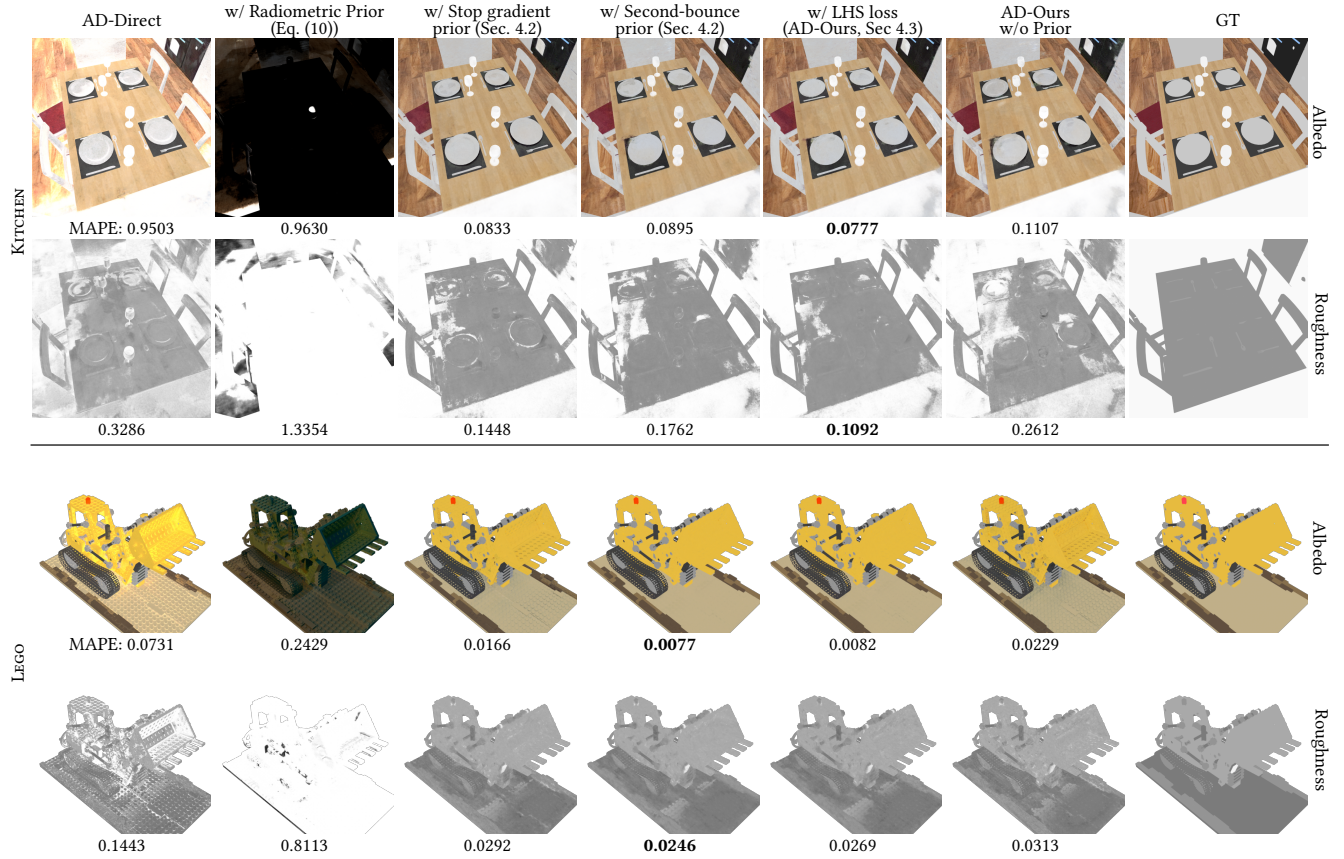 AD-Direct
w/ Radiometric Prior
(Eq. (10))
w/ Stop gradient
prior (Sec. 4.2)
w/ Second-bounce
prior (Sec. 4.2)
w/ LHS loss
(AD-Ours, Sec 4.3)
AD-Ours
w/o Prior
GT
Kitchen
Albedo
MAPE: 0.9503
0.9630
0.0833
0.0895
0.0777
0.1107
Roughness
0.3286
1.3354
0.1448
0.1762
0.1092
0.2612
Lego
Albedo
MAPE: 0.0731
0.2429
0.0166
0.0077
0.0082
0.0229
Roughness
0.1443
0.8113
0.0292
0.0246
0.0269
0.0313